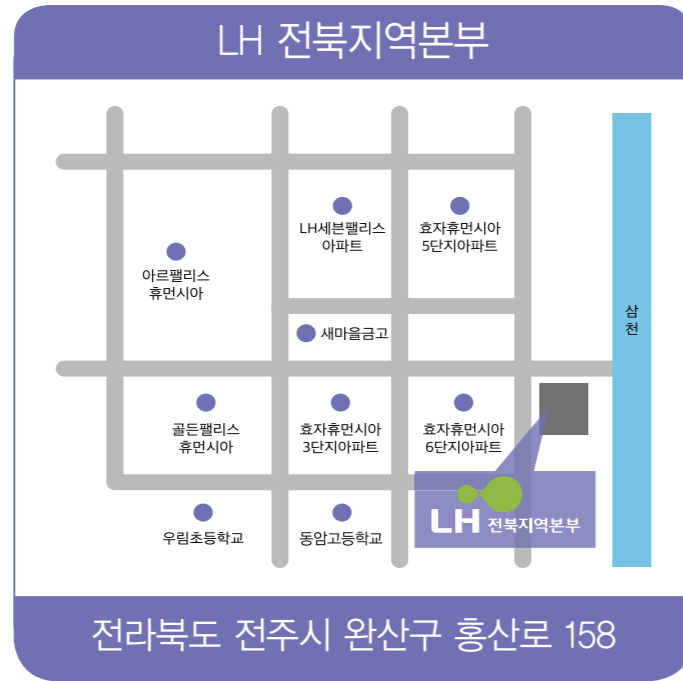 LH 전북지역본부
LH세븐팰리스
아파트
효자휴먼시아
5단지아파트
아르팰리스
휴먼시아
삼천
새마을금고
골든팰리스
휴먼시아
효자휴먼시아
3단지아파트
효자휴먼시아
6단지아파트
LH 전북지역본부
우림초등학교
동암고등학교
전라북도 전주시 완산구 홍산로 158